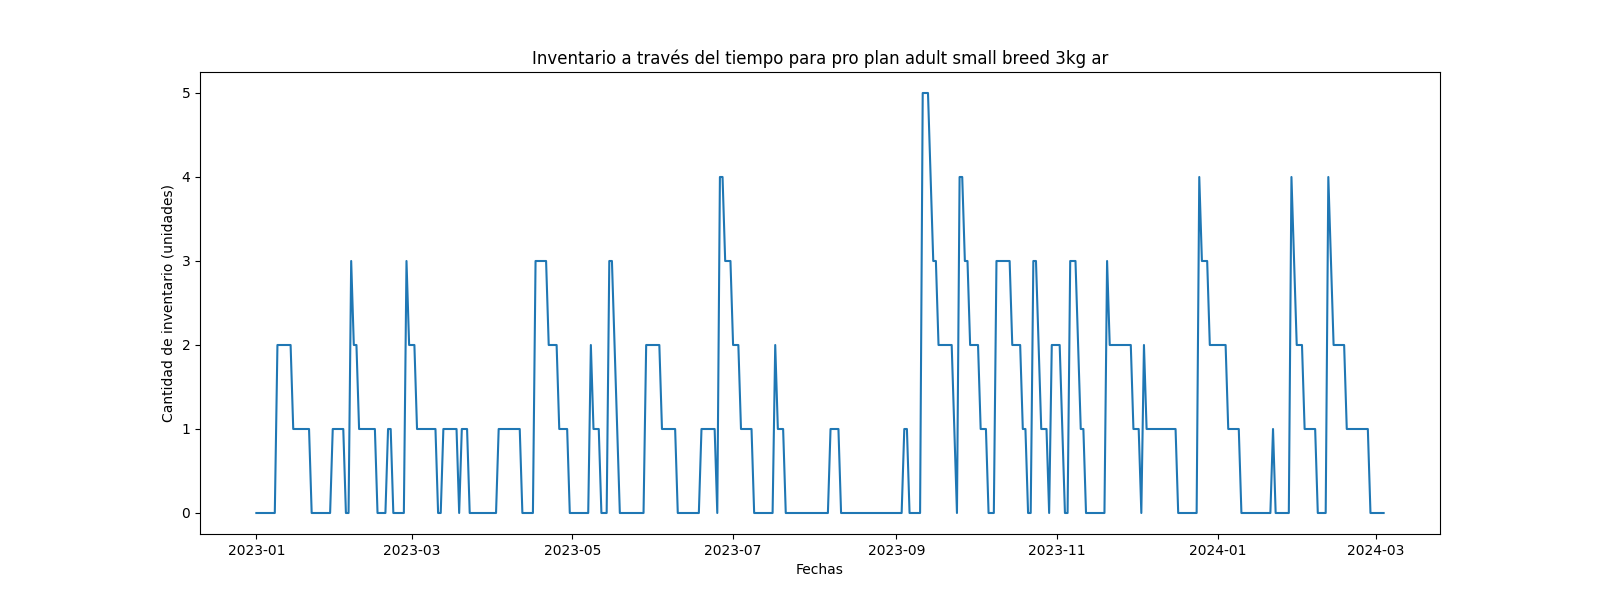 Inventario a través del tiempo para pro plan adult small breed 3kg ar
Cantidad de inventario (unidades)
5
4
3
2
1
0
2023-01 2023-03 2023-05 2023-07 2023-09 2023-11 2024-01 2024-03
Fechas